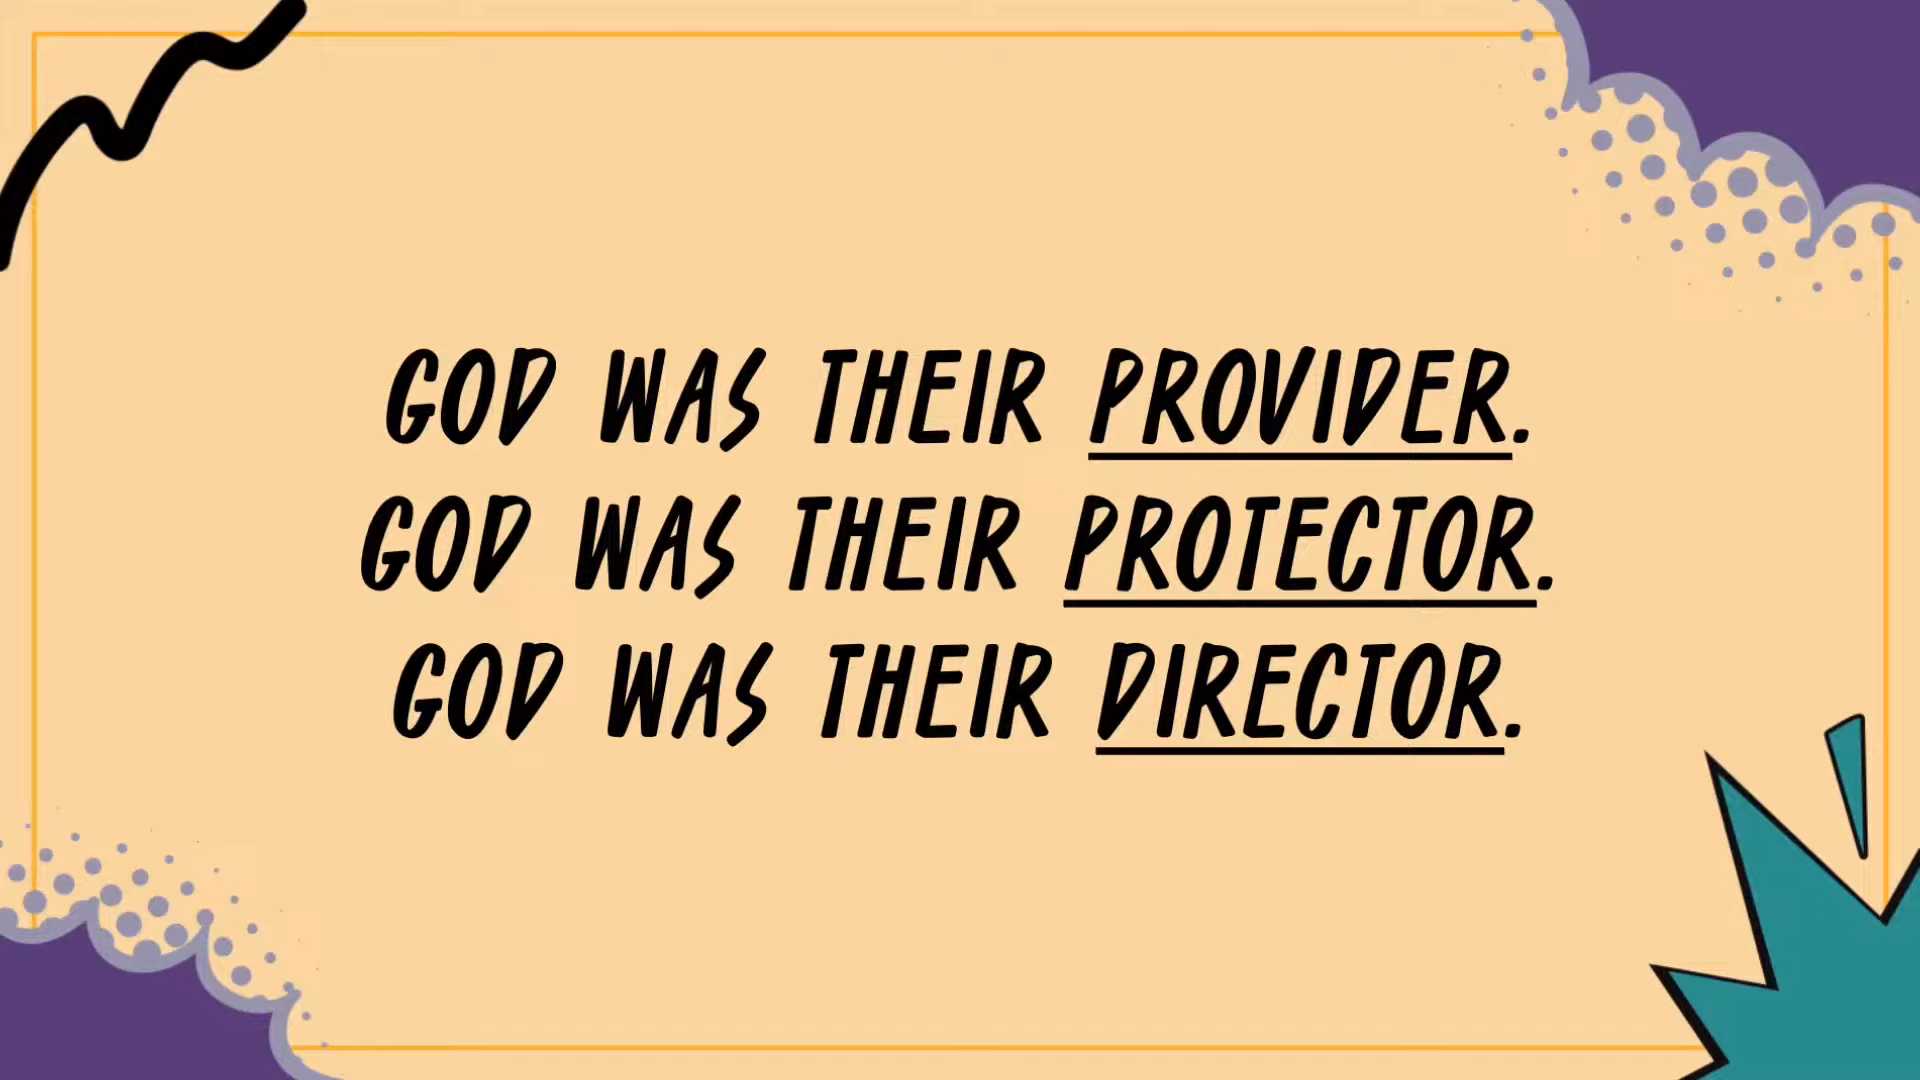 GOD WAS THEIR PROVIDER.
GOD WAS THEIR PROTECTOR.
GOD WAS THEIR DIRECTOR.